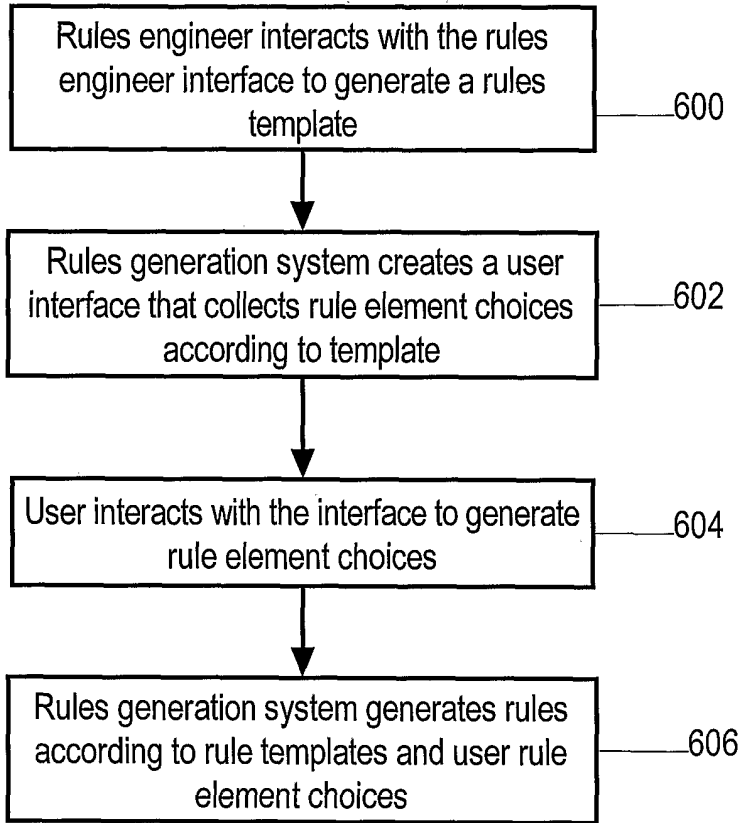 Rules engineer interacts with the rules
engineer interface to generate a rules
template
600
Rules generation system creates a user
interface that collects rule element choices
according to template
602
User interacts with the interface to generate
rule element choices
604
Rules generation system generates rules
according to rule templates and user rule
element choices
606